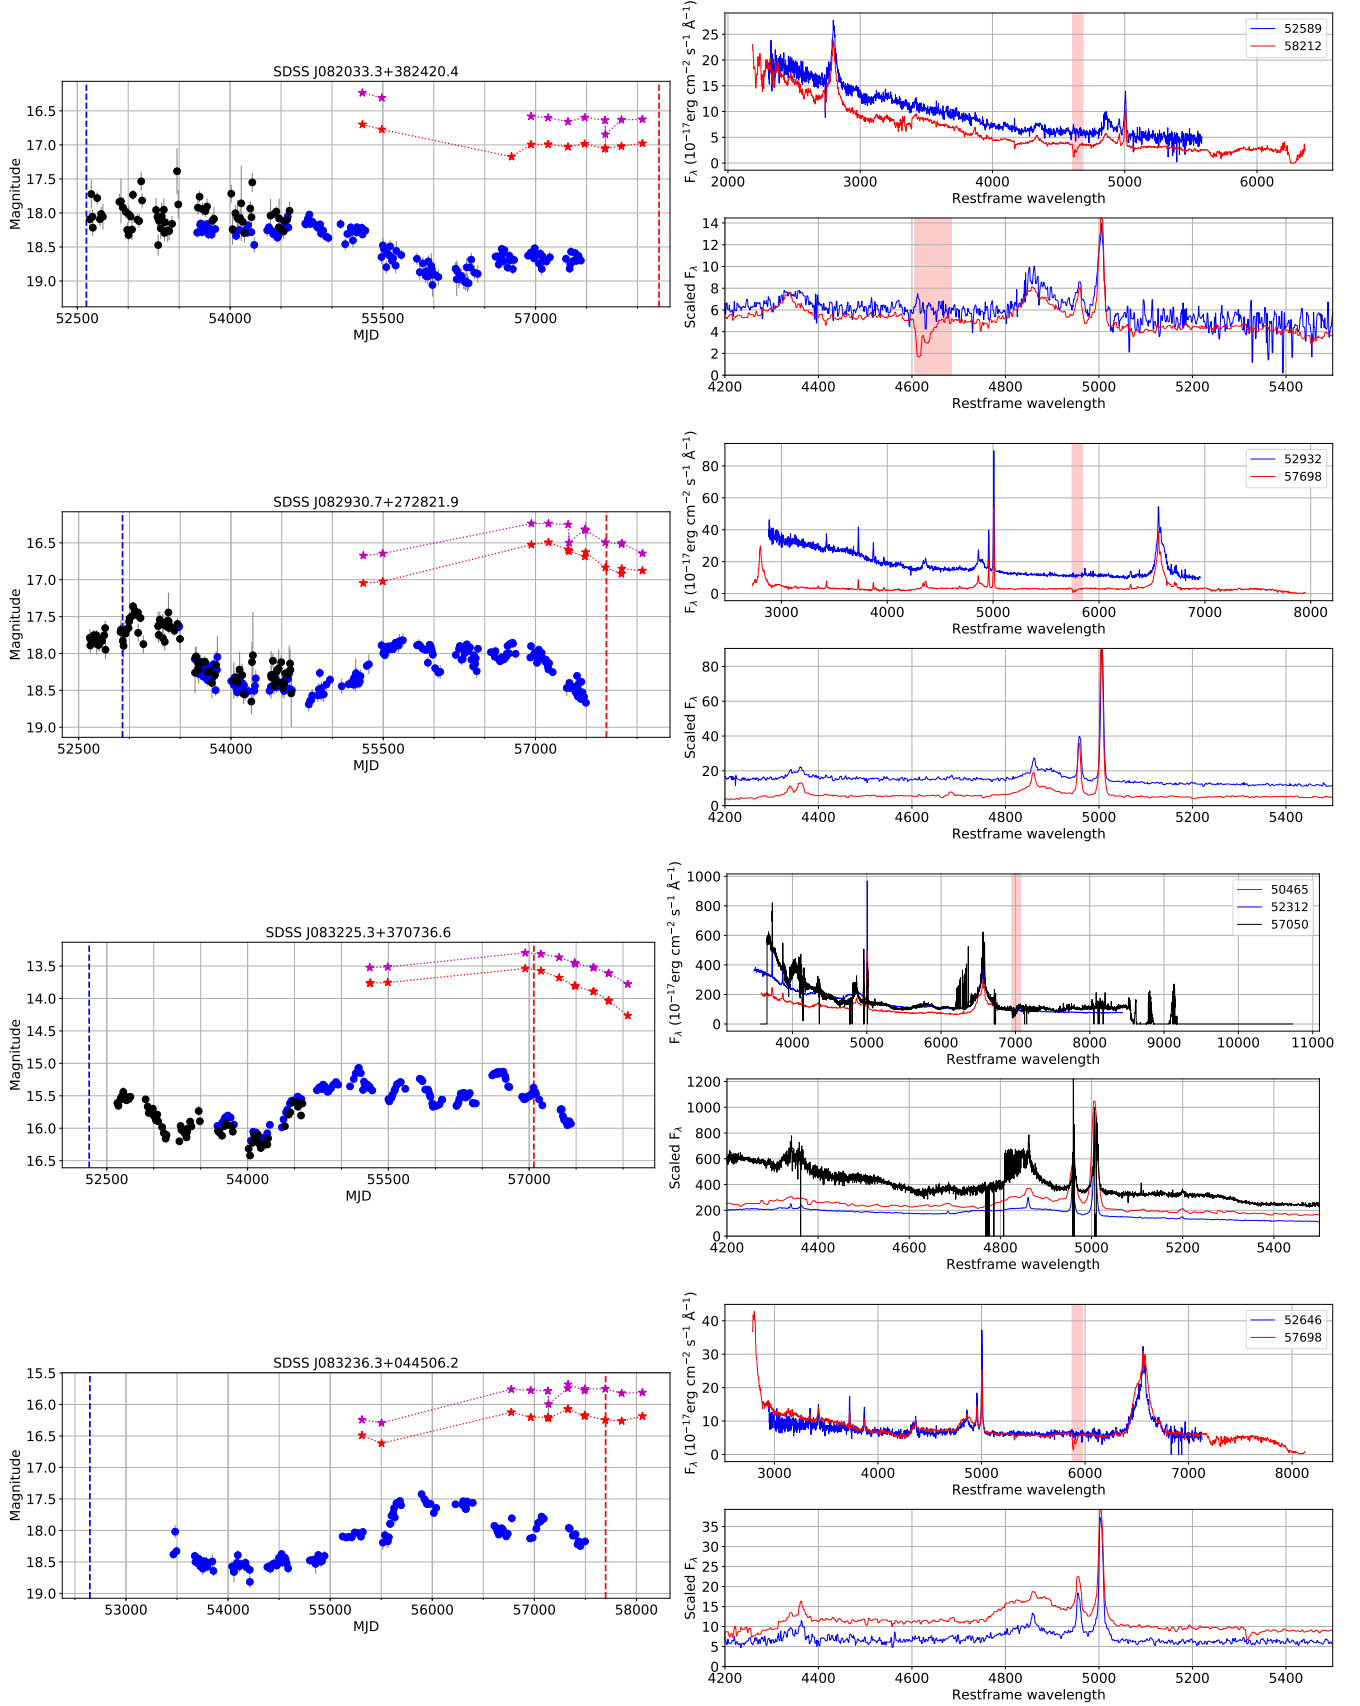 SDSS J082033.3+382420.4
Magnitude
16.5
17.0
17.5
18.0
18.5
19.0
52500 54000 55500 57000
MJD
F_λ (10⁻¹⁷erg cm⁻² s⁻¹ Å⁻¹)
25
20
15
10
5
0
52589
58212
2000 3000 4000 5000 6000
Restframe wavelength
Scaled F_λ
14
12
10
8
6
4
2
0
4200 4400 4600 4800 5000 5200 5400
Restframe wavelength
SDSS J082930.7+272821.9
Magnitude
16.5
17.0
17.5
18.0
18.5
19.0
52500 54000 55500 57000
MJD
F_λ (10⁻¹⁷erg cm⁻² s⁻¹ Å⁻¹)
80
60
40
20
0
52932
57698
3000 4000 5000 6000 7000 8000
Restframe wavelength
Scaled F_λ
80
60
40
20
0
4200 4400 4600 4800 5000 5200 5400
Restframe wavelength
SDSS J083225.3+370736.6
Magnitude
13.5
14.0
14.5
15.0
15.5
16.0
16.5
52500 54000 55500 57000
MJD
F_λ (10⁻¹⁷erg cm⁻² s⁻¹ Å⁻¹)
1000
800
600
400
200
0
50465
52312
57050
4000 5000 6000 7000 8000 9000 10000 11000
Restframe wavelength
Scaled F_λ
1200
1000
800
600
400
200
0
4200 4400 4600 4800 5000 5200 5400
Restframe wavelength
SDSS J083236.3+044506.2
Magnitude
15.5
16.0
16.5
17.0
17.5
18.0
18.5
19.0
53000 54000 55000 56000 57000 58000
MJD
F_λ (10⁻¹⁷erg cm⁻² s⁻¹ Å⁻¹)
40
30
20
10
0
52646
57698
3000 4000 5000 6000 7000 8000
Restframe wavelength
Scaled F_λ
35
30
25
20
15
10
5
0
4200 4400 4600 4800 5000 5200 5400
Restframe wavelength